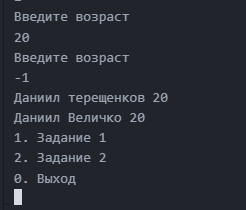 Введите возраст
20
Введите возраст
-1
Даниил терещенков 20
Даниил Величко 20
1. Задание 1
2. Задание 2
0. Выход